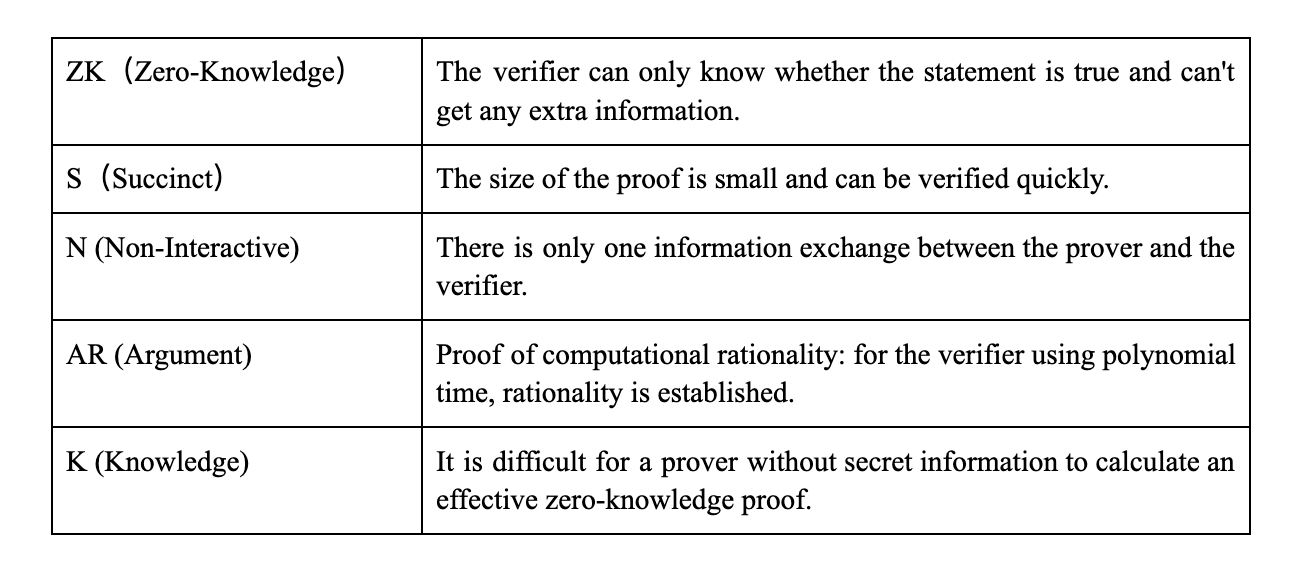 ZK（Zero-Knowledge）
The verifier can only know whether the statement is true and can't
get any extra information.
S（Succinct）
The size of the proof is small and can be verified quickly.
N (Non-Interactive)
There is only one information exchange between the prover and the
verifier.
AR (Argument)
Proof of computational rationality: for the verifier using polynomial
time, rationality is established.
K (Knowledge)
It is difficult for a prover without secret information to calculate an
effective zero-knowledge proof.